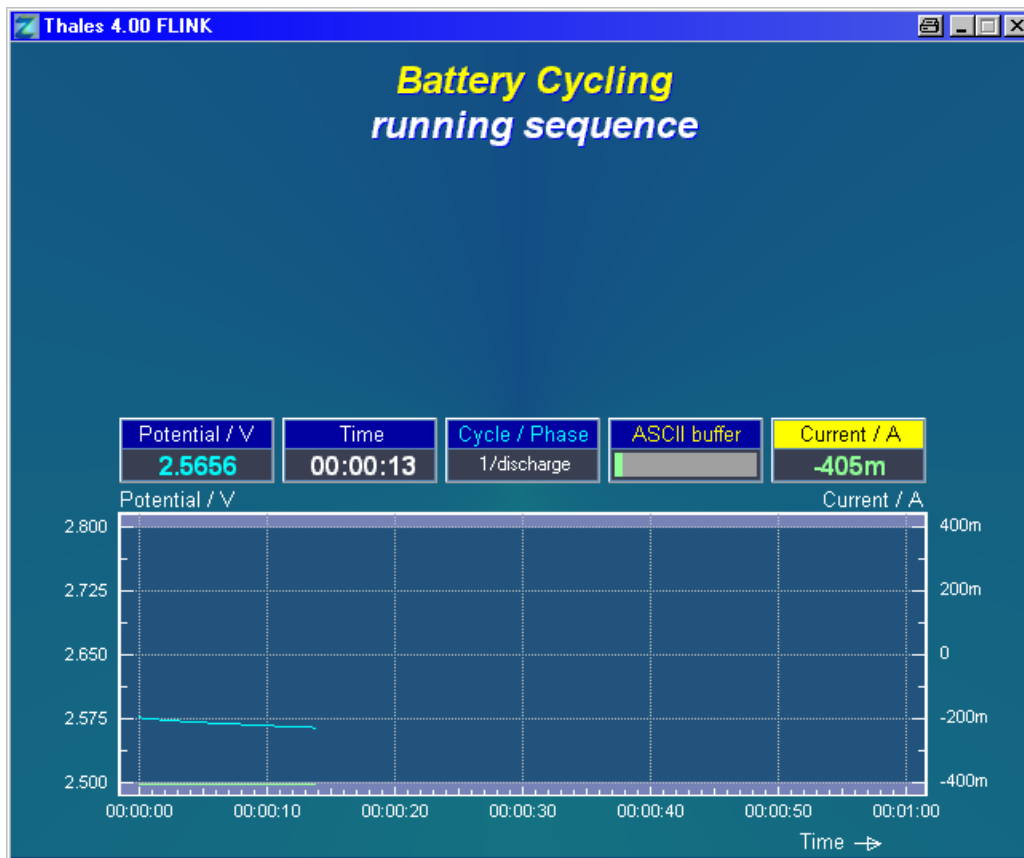 Thales 4.00 FLINK
Battery Cycling
running sequence
Potential / V
Time
Cycle / Phase
ASCII buffer
Current / A
2.5656
00:00:13
1/discharge
-405m
Potential / V
Current / A
2.800
400m
2.725
200m
2.650
0
2.575
-200m
2.500
-400m
00:00:00
00:00:10
00:00:20
00:00:30
00:00:40
00:00:50
00:01:00
Time